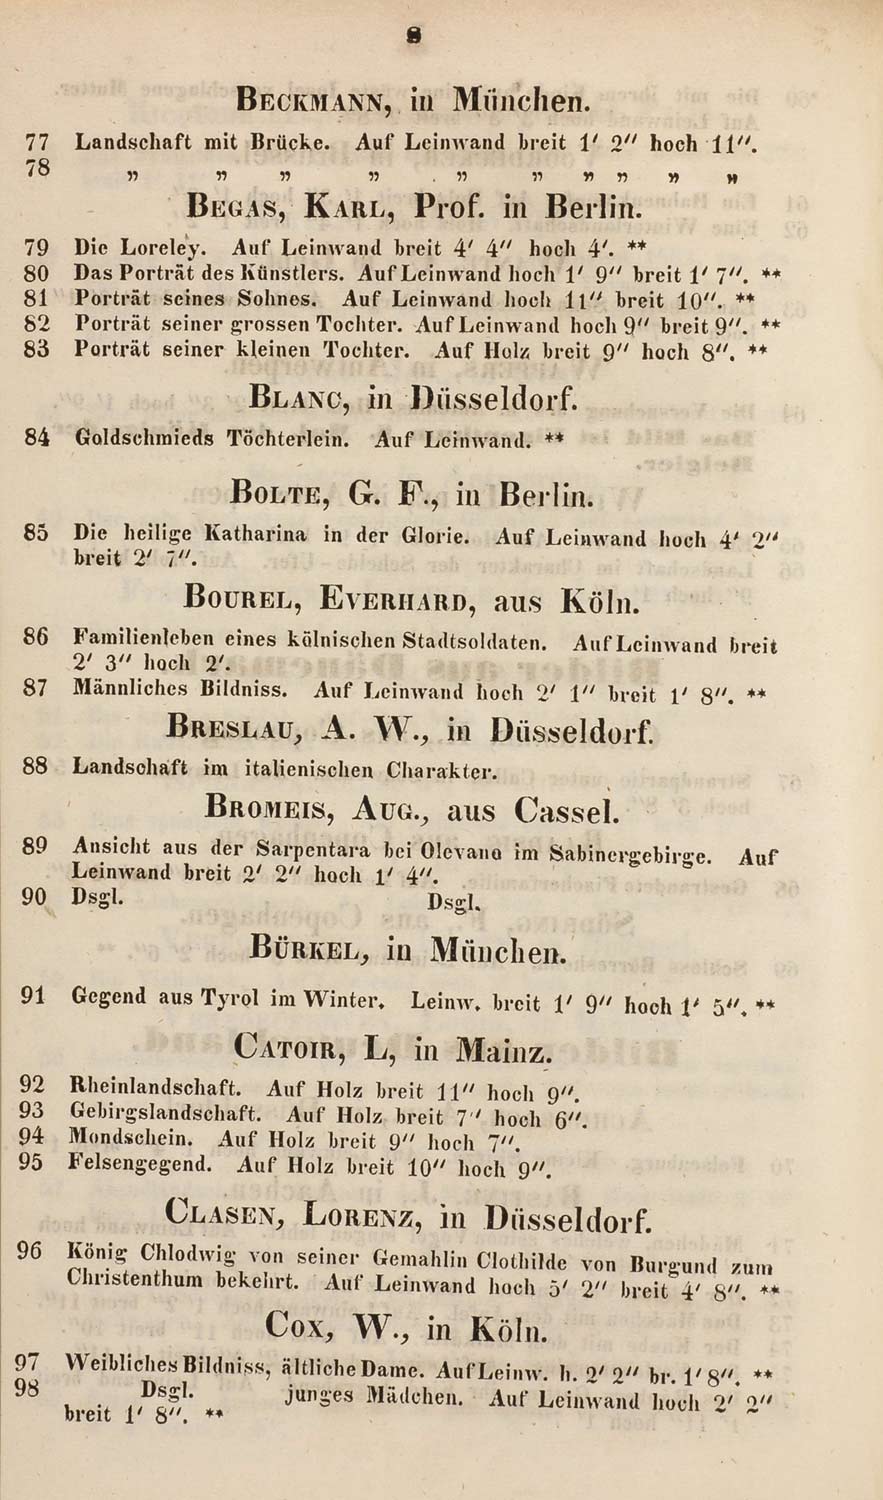 8
BECKMANN, in München.
77 Landschaft mit Brücke. Auf Leinwand breit 1′ 2″ hoch 11″.
78 „ „ „ „ „ „ „ „ „ „
BEGAS, KARL, Prof. in Berlin.
79 Die Loreley. Auf Leinwand breit 4′ 4″ hoch 4′. **
80 Das Porträt des Künstlers. Auf Leinwand hoch 1′ 9″ breit 1′ 7″. **
81 Porträt seines Sohnes. Auf Leinwand hoch 11″ breit 10″. **
82 Porträt seiner grossen Tochter. Auf Leinwand hoch 9″ breit 9″. **
83 Porträt seiner kleinen Tochter. Auf Holz breit 9″ hoch 8″. **
BLANC, in Düsseldorf.
84 Goldschmieds Töchterlein. Auf Leinwand. **
BOLTE, G. F., in Berlin.
85 Die heilige Katharina in der Glorie. Auf Leinwand hoch 4′ 2″
breit 2′ 7″.
BOUREL, EVERHARD, aus Köln.
86 Familienleben eines kölnischen Stadtsoldaten. Auf Leinwand breit
2′ 3″ hoch 2′.
87 Männliches Bildniss. Auf Leinwand hoch 2′ 1″ breit 1′ 8″. **
BRESLAU, A. W., in Düsseldorf.
88 Landschaft im italienischen Charakter.
BROMEIS, AUG., aus Cassel.
89 Ansicht aus der Sarpentara bei Olevano im Sabinergebirge. Auf
Leinwand breit 2′ 2″ hoch 1′ 4″.
90 Dsgl. Dsgl.
BÜRKEL, in München.
91 Gegend aus Tyrol im Winter. Leinw. breit 1′ 9″ hoch 1′ 5″. **
CATOIR, L, in Mainz.
92 Rheinlandschaft. Auf Holz breit 11″ hoch 9″.
93 Gebirgslandschaft. Auf Holz breit 7″ hoch 6″.
94 Mondschein. Auf Holz breit 9″ hoch 7″.
95 Felsengegend. Auf Holz breit 10″ hoch 9″.
CLASEN, LORENZ, in Düsseldorf.
96 König Chlodwig von seiner Gemahlin Clothilde von Burgund zum
Christenthum bekehrt. Auf Leinwand hoch 5′ 2″ breit 4′ 8″. **
COX, W., in Köln.
97 Weibliches Bildniss, ältliche Dame. Auf Leinw. h. 2′ 2″ br. 1′ 8″. **
98 Dsgl. junges Mädchen. Auf Leinwand hoch 2′ 2″
breit 1′ 8″. **